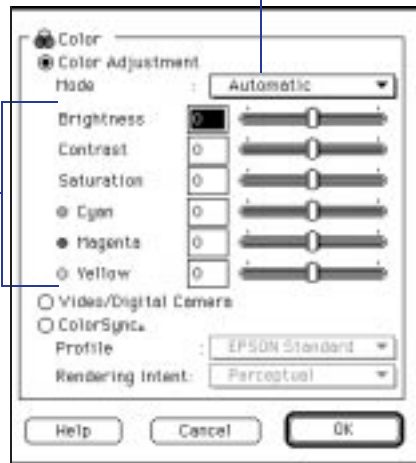 Color
Color Adjustment
Mode : Automatic
Brightness 0
Contrast 0
Saturation 0
Cyan 0
Magenta 0
Yellow 0
Video/Digital Camera
ColorSync
Profile : EPSON Standard
Rendering Intent: Perceptual
Help Cancel OK